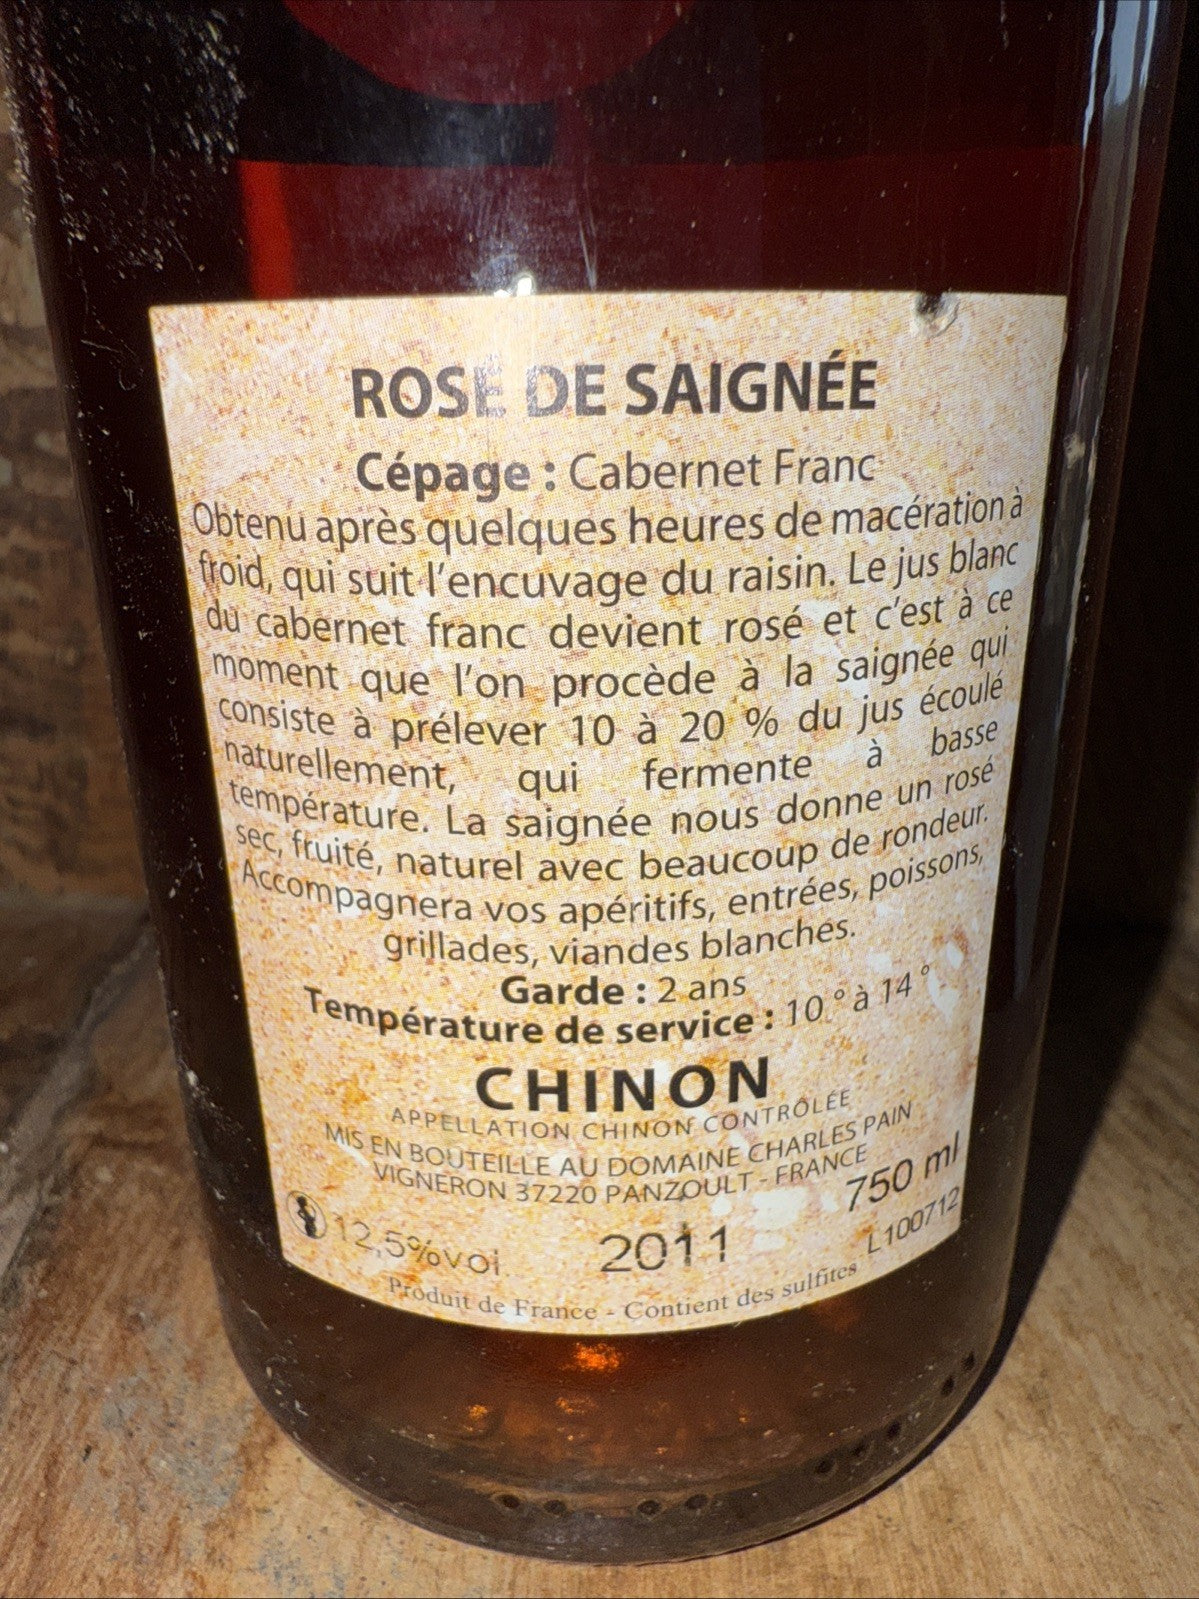 ROSÉ DE SAIGNÉE
Cépage : Cabernet Franc
Obtenu après quelques heures de macération à
froid, qui suit l'encuvage du raisin. Le jus blanc
du cabernet franc devient rosé et c'est à ce
moment que l'on procède à la saignée qui
consiste à prélever 10 à 20 % du jus écoulé
naturellement, qui fermente à basse
température. La saignée nous donne un rosé
sec, fruité, naturel avec beaucoup de rondeur.
Accompagnera vos apéritifs, entrées, poissons,
grillades, viandes blanches.
Garde : 2 ans
Température de service : 10 ° à 14 °
CHINON
APPELLATION CHINON CONTRÔLÉE
MIS EN BOUTEILLE AU DOMAINE CHARLES PAIN
VIGNERON 37220 PANZOULT - FRANCE
750 ml
12,5%vol. 2011 L100712
Produit de France - Contient des sulfites